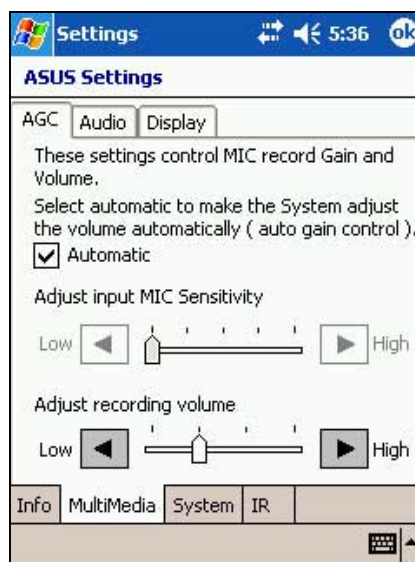 Settings 5:36 ok
ASUS Settings
AGC Audio Display
These settings control MIC record Gain and
Volume.
Select automatic to make the System adjust
the volume automatically ( auto gain control ).
Automatic
Adjust input MIC Sensitivity
Low High
Adjust recording volume
Low High
Info MultiMedia System IR